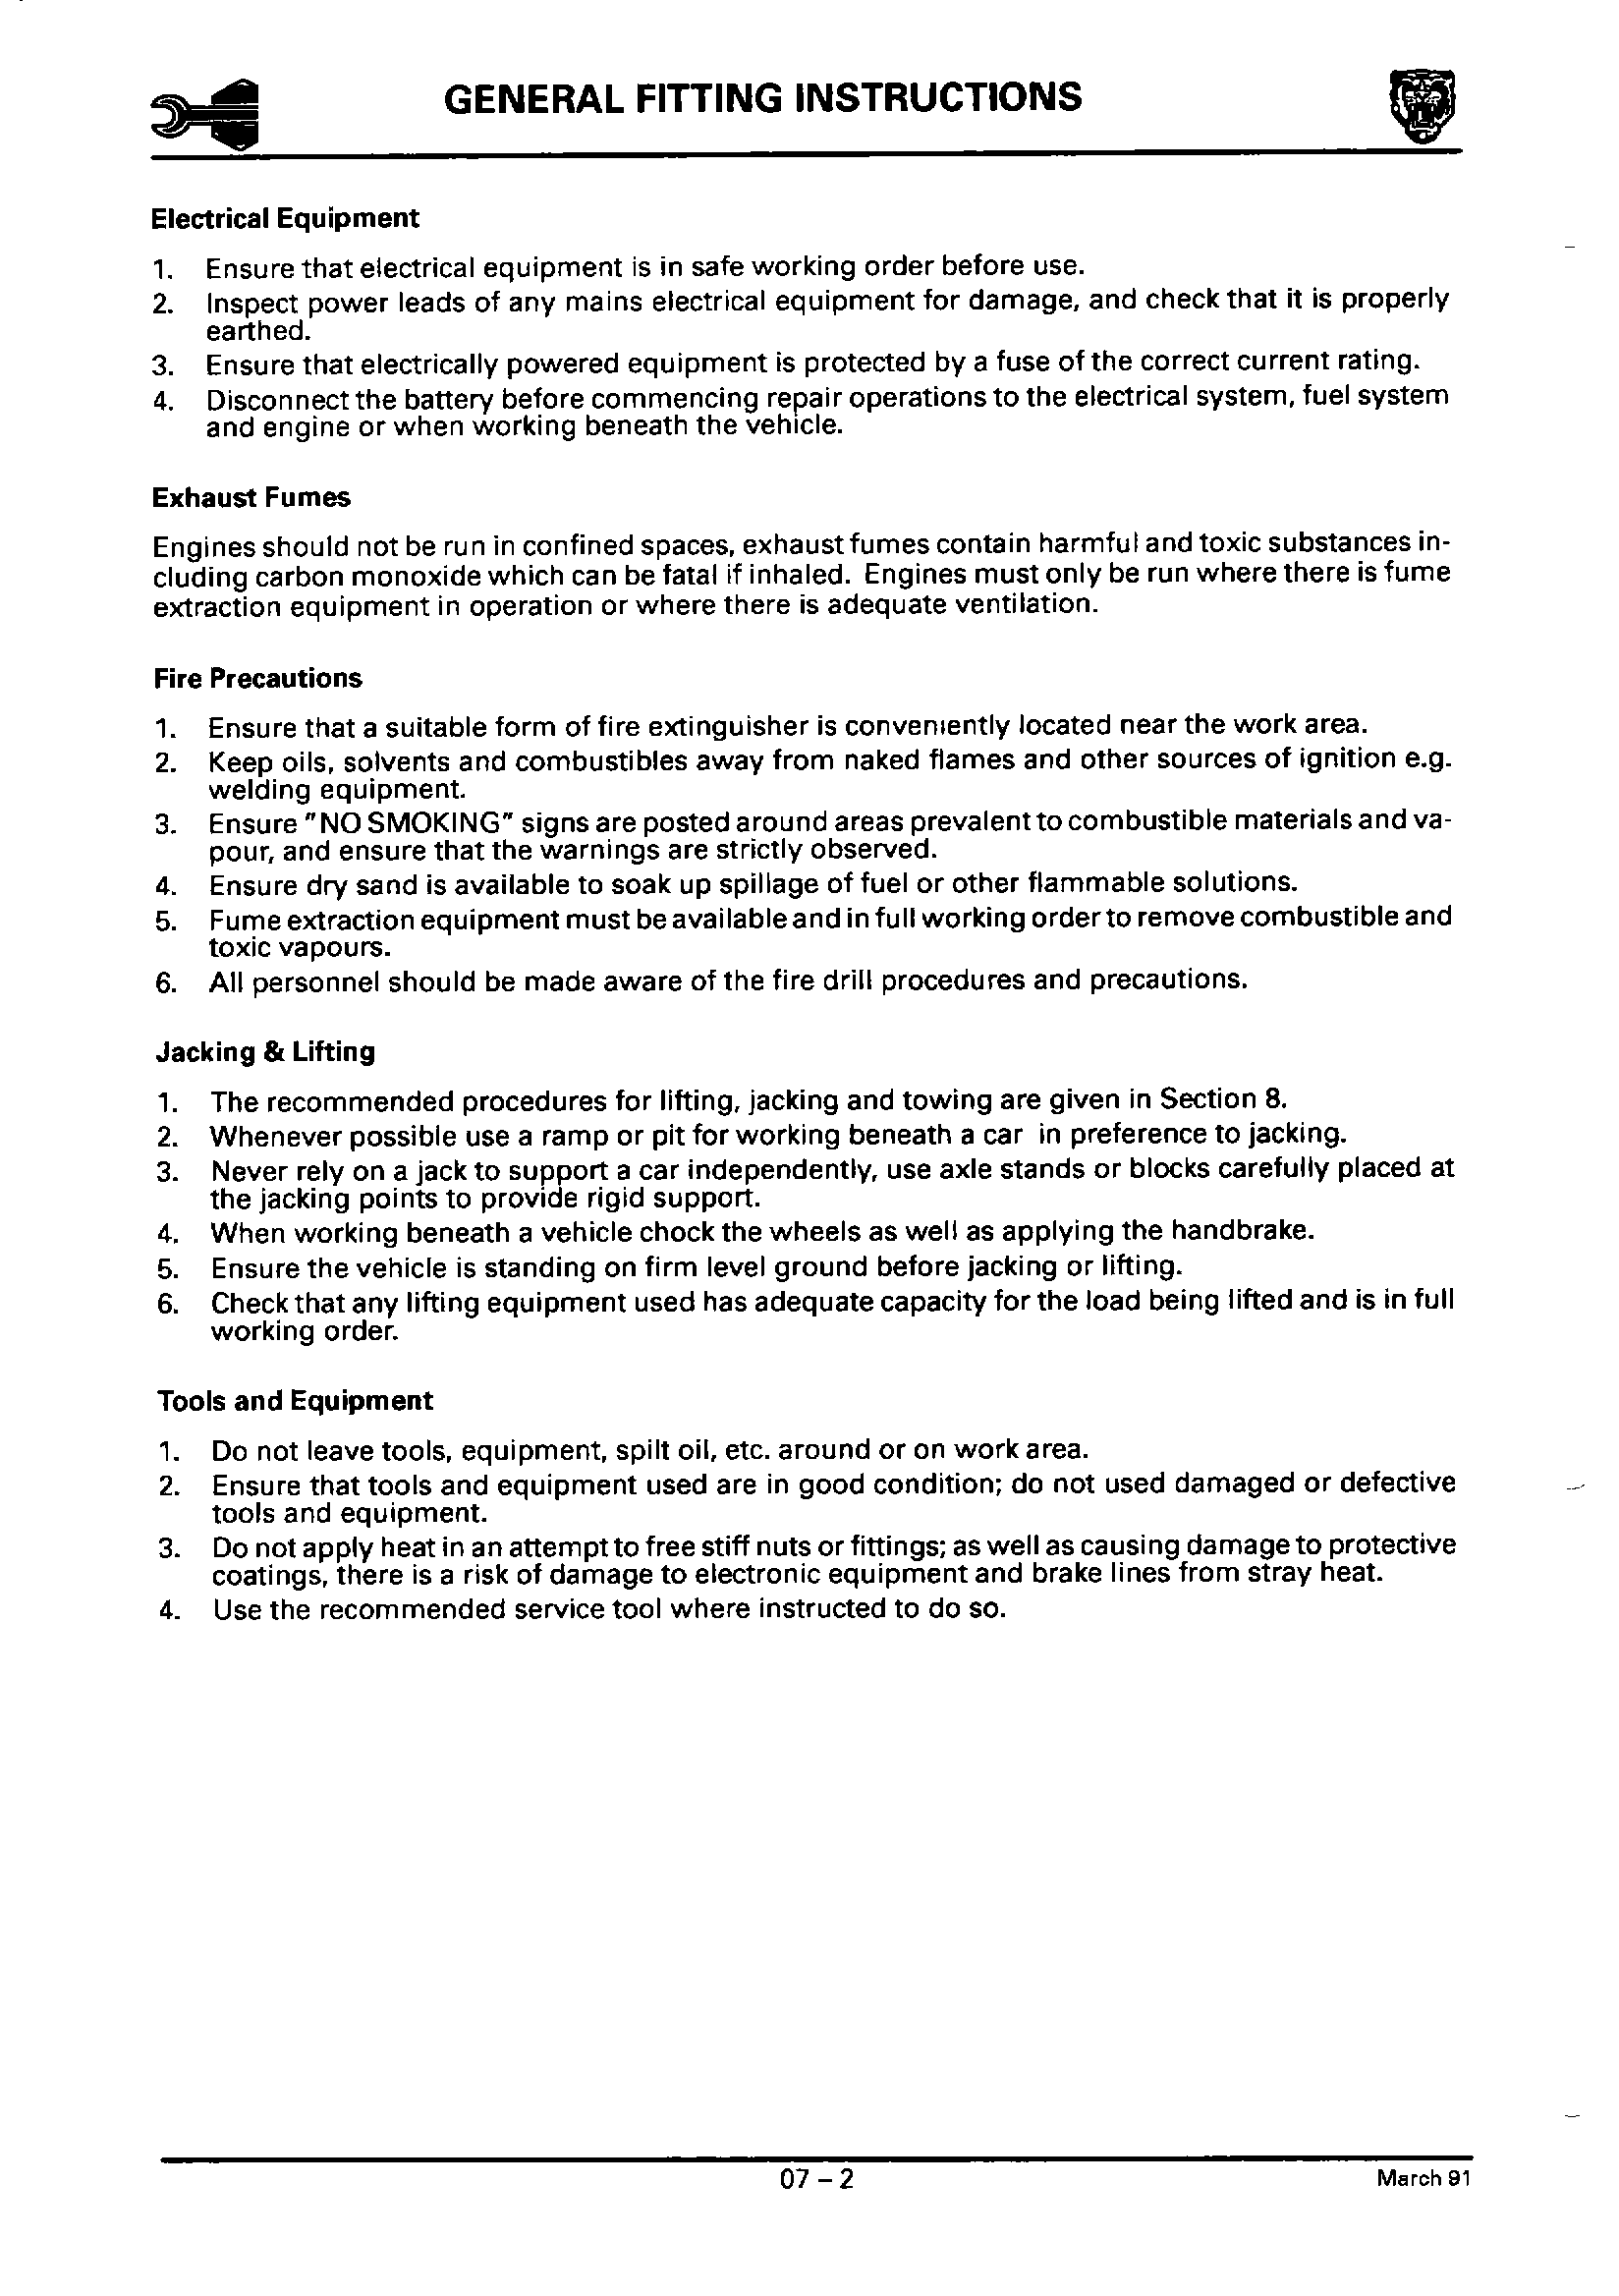 GENERAL FITTING INSTRUCTIONS
Electrical Equipment
1. Ensure that electrical equipment is in safe working order before use.
2. Inspect power leads of any mains electrical equipment for damage, and check that it is properly
earthed.
3. Ensure that electrically powered equipment is protected by a fuse of the correct current rating.
4. Disconnect the battery before commencing repair operations to the electrical system, fuel system
and engine or when working beneath the vehicle.
Exhaust Fumes
Engines should not be run in confined spaces, exhaust fumes contain harmful and toxic substances in-
cluding carbon monoxide which can be fatal if inhaled. Engines must only be run where there is fume
extraction equipment in operation or where there is adequate ventilation.
Fire Precautions
1. Ensure that a suitable form of fire extinguisher is conveniently located near the work area.
2. Keep oils, solvents and combustibles away from naked flames and other sources of ignition e.g.
welding equipment.
3. Ensure "NO SMOKING" signs are posted around areas prevalent to combustible materials and va-
pour, and ensure that the warnings are strictly observed.
4. Ensure dry sand is available to soak up spillage of fuel or other flammable solutions.
5. Fume extraction equipment must be available and in full working order to remove combustible and
toxic vapours.
6. All personnel should be made aware of the fire drill procedures and precautions.
Jacking & Lifting
1. The recommended procedures for lifting, jacking and towing are given in Section 8.
2. Whenever possible use a ramp or pit for working beneath a car in preference to jacking.
3. Never rely on a jack to support a car independently, use axle stands or blocks carefully placed at
the jacking points to provide rigid support.
4. When working beneath a vehicle chock the wheels as well as applying the handbrake.
5. Ensure the vehicle is standing on firm level ground before jacking or lifting.
6. Check that any lifting equipment used has adequate capacity for the load being lifted and is in full
working order.
Tools and Equipment
1. Do not leave tools, equipment, spilt oil, etc. around or on work area.
2. Ensure that tools and equipment used are in good condition; do not used damaged or defective
tools and equipment.
3. Do not apply heat in an attempt to free stiff nuts or fittings; as well as causing damage to protective
coatings, there is a risk of damage to electronic equipment and brake lines from stray heat.
4. Use the recommended service tool where instructed to do so.
07 – 2
March 91